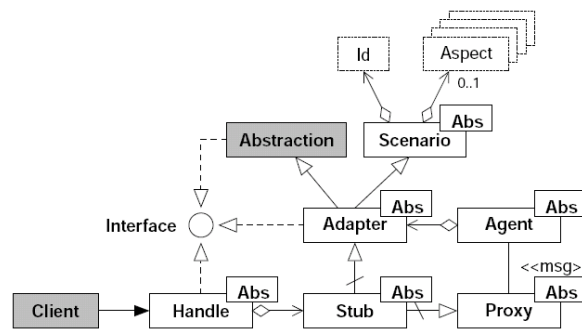 Id
Aspect
0..1
Abs
Abstraction
Scenario
Abs
Abs
Interface
Adapter
Agent
<<msg>
Abs
Abs
Abs
Client
Handle
Stub
Proxy